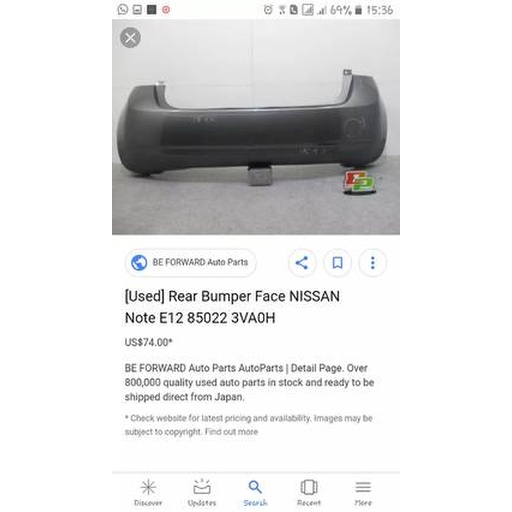 69% 15:36
BE FORWARD Auto Parts
[Used] Rear Bumper Face NISSAN
Note E12 85022 3VA0H
US$74.00*
BE FORWARD Auto Parts AutoParts | Detail Page. Over
800,000 quality used auto parts in stock and ready to be
shipped direct from Japan.
* Check website for latest pricing and availability. Images may be
subject to copyright. Find out more
Discover Updates Search Recent More